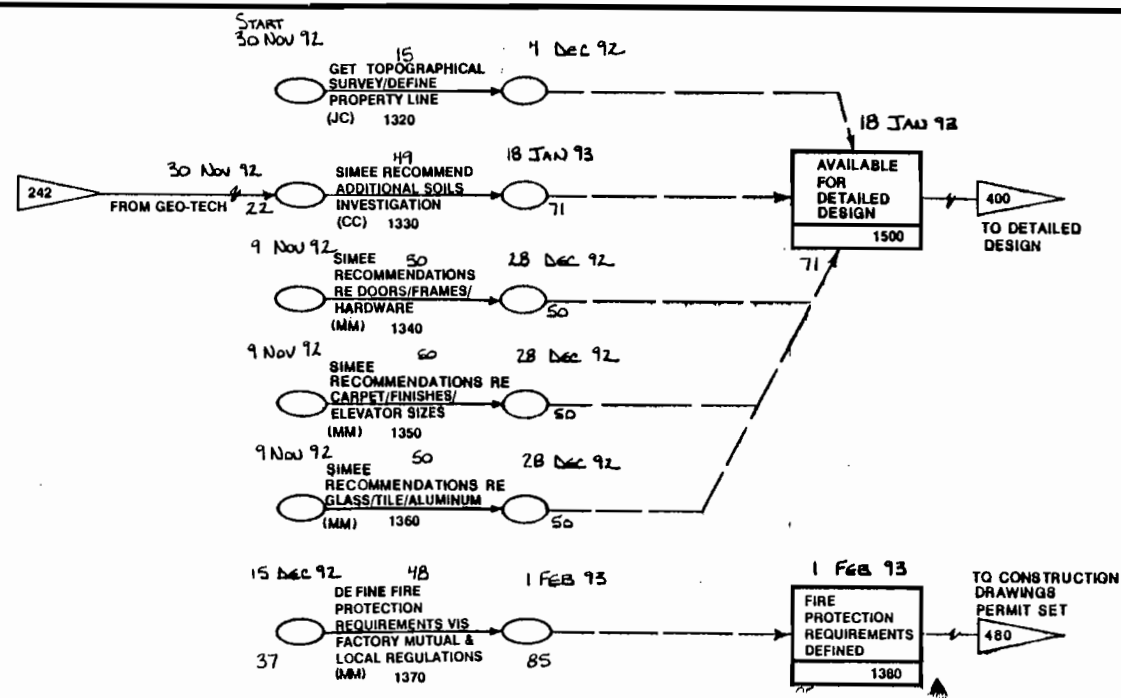 START
30 Nov 92
15
4 Dec 92
GET TOPOGRAPHICAL
SURVEY/DEFINE
PROPERTY LINE
(JC) 1320
18 JAN 93
30 Nov 92
49
18 JAN 93
242
FROM GEO-TECH
22
SIMEE RECOMMEND
ADDITIONAL SOILS
INVESTIGATION
(CC) 1330
71
AVAILABLE
FOR
DETAILED
DESIGN
1500
71
400
TO DETAILED
DESIGN
9 Nov 92
50
28 Dec 92
SIMEE
RECOMMENDATIONS
RE DOORS/FRAMES/
HARDWARE
(MM) 1340
50
9 Nov 92
50
28 Dec 92
SIMEE
RECOMMENDATIONS RE
CARPET/FINISHES/
ELEVATOR SIZES
(MM) 1350
50
9 Nov 92
50
28 Dec 92
SIMEE
RECOMMENDATIONS RE
GLASS/TILE/ALUMINUM
(MM) 1360
50
15 Dec 92
48
1 FEB 93
1 FEB 93
DEFINE FIRE
PROTECTION
REQUIREMENTS VIS
FACTORY MUTUAL &
LOCAL REGULATIONS
(MM) 1370
37
85
FIRE
PROTECTION
REQUIREMENTS
DEFINED
1380
TO CONSTRUCTION
DRAWINGS
PERMIT SET
480